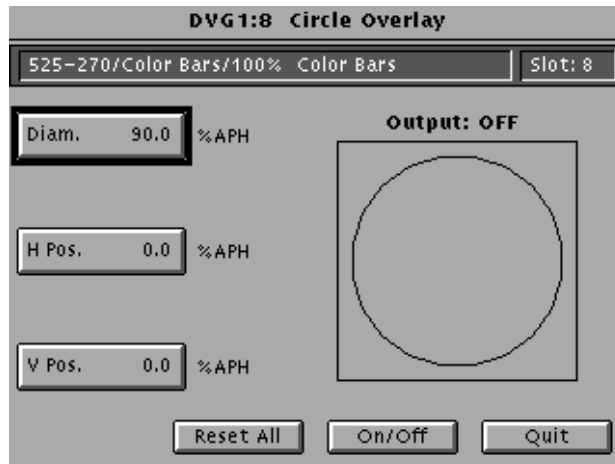 DVG1:8 Circle Overlay
525-270/Color Bars/100% Color Bars Slot: 8
Output: OFF
Diam. 90.0 %APH
H Pos. 0.0 %APH
V Pos. 0.0 %APH
Reset All On/Off Quit